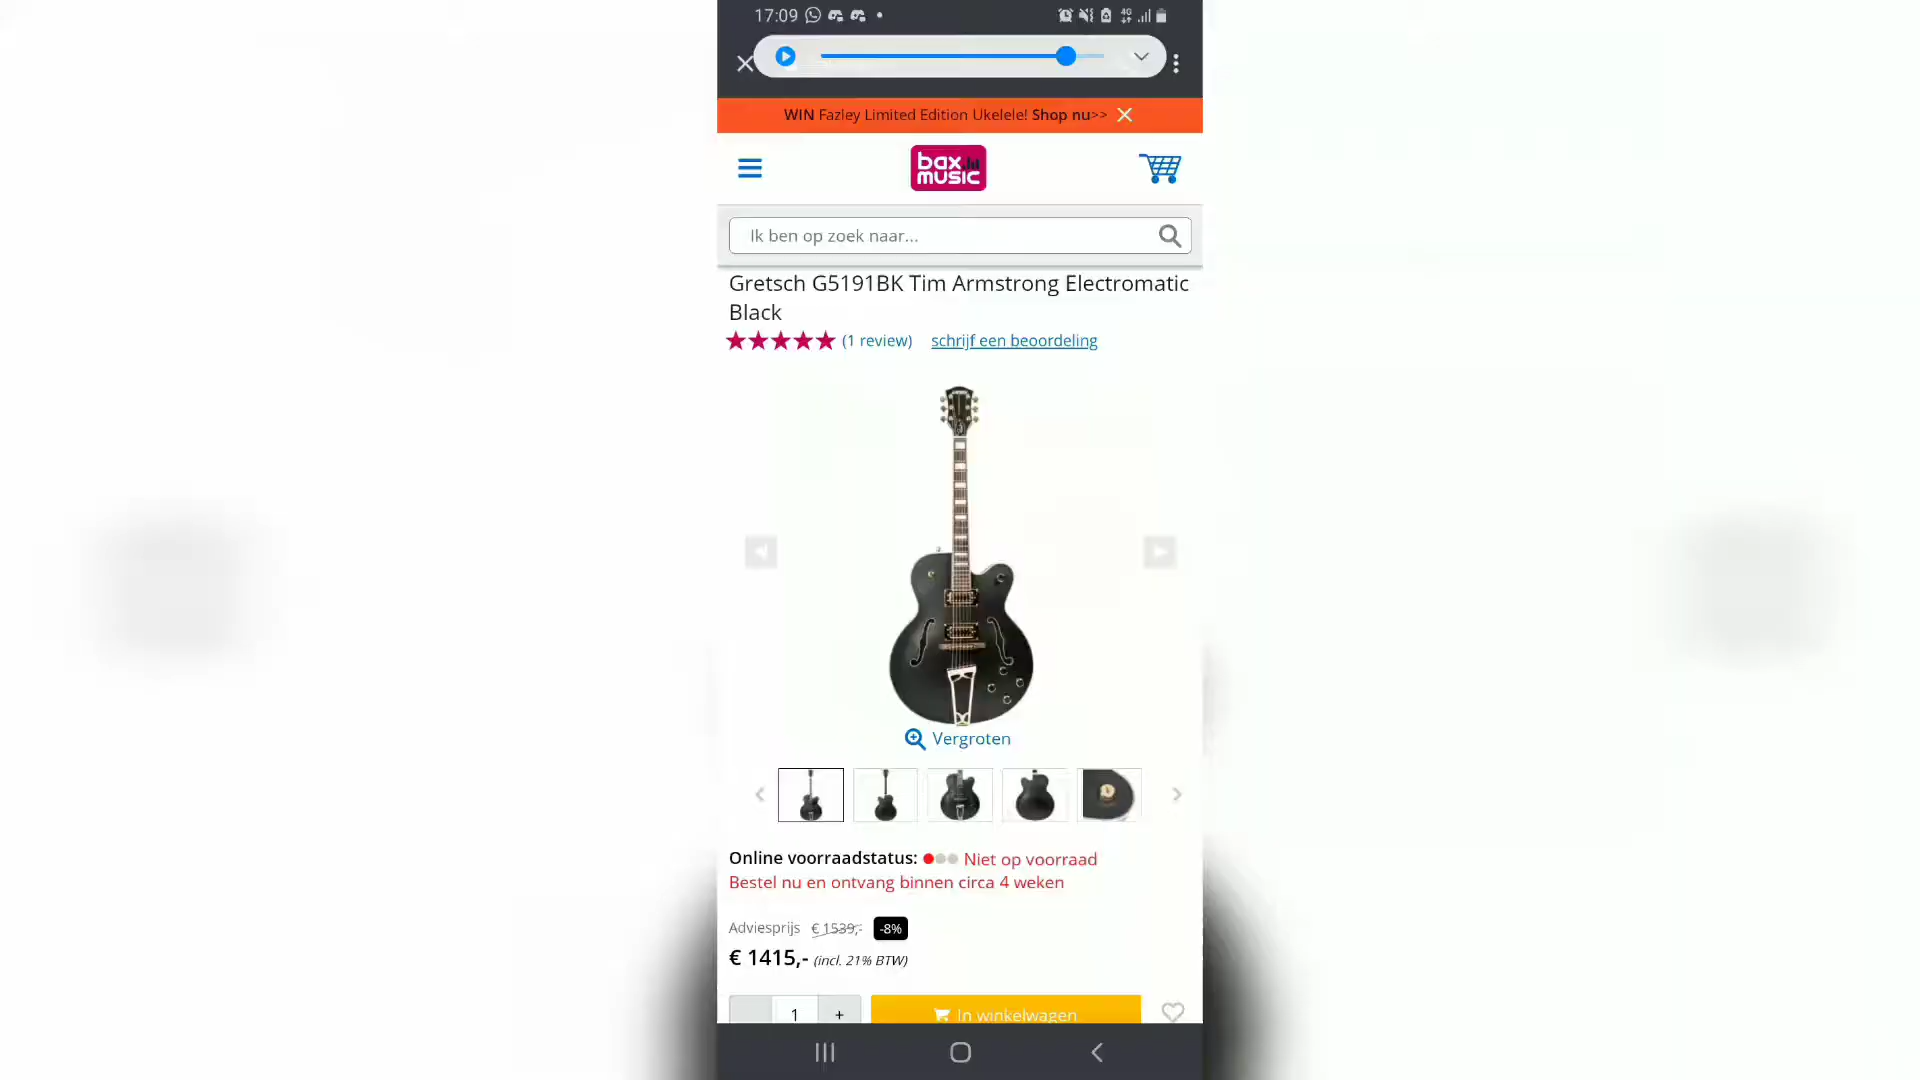 17:09
4G
WIN Fazley Limited Edition Ukelele! Shop nu>>
bax
music
Ik ben op zoek naar...
Gretsch G5191BK Tim Armstrong Electromatic
Black
(1 review) schrijf een beoordeling
Vergroten
Online voorraadstatus: Niet op voorraad
Bestel nu en ontvang binnen circa 4 weken
Adviesprijs € 1539,- -8%
€ 1415,- (incl. 21% BTW)
1 + In winkelwagen